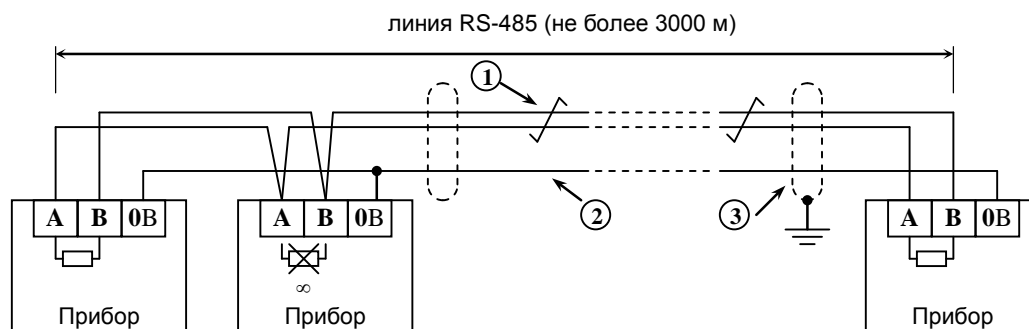 линия RS-485 (не более 3000 м)
1
2
3
A B 0В
A B 0В
A B 0В
∞
Прибор
Прибор
Прибор